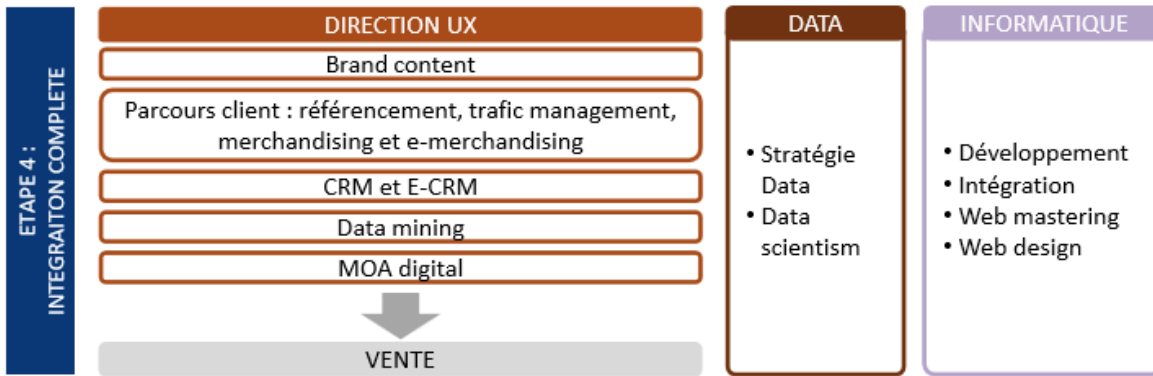 ETAPE 4 :
INTEGRAITON COMPLETE
DIRECTION UX
Brand content
Parcours client : référencement, trafic management,
merchandising et e-merchandising
CRM et E-CRM
Data mining
MOA digital
VENTE
DATA
• Stratégie
Data
• Data
scientism
INFORMATIQUE
• Développement
• Intégration
• Web mastering
• Web design